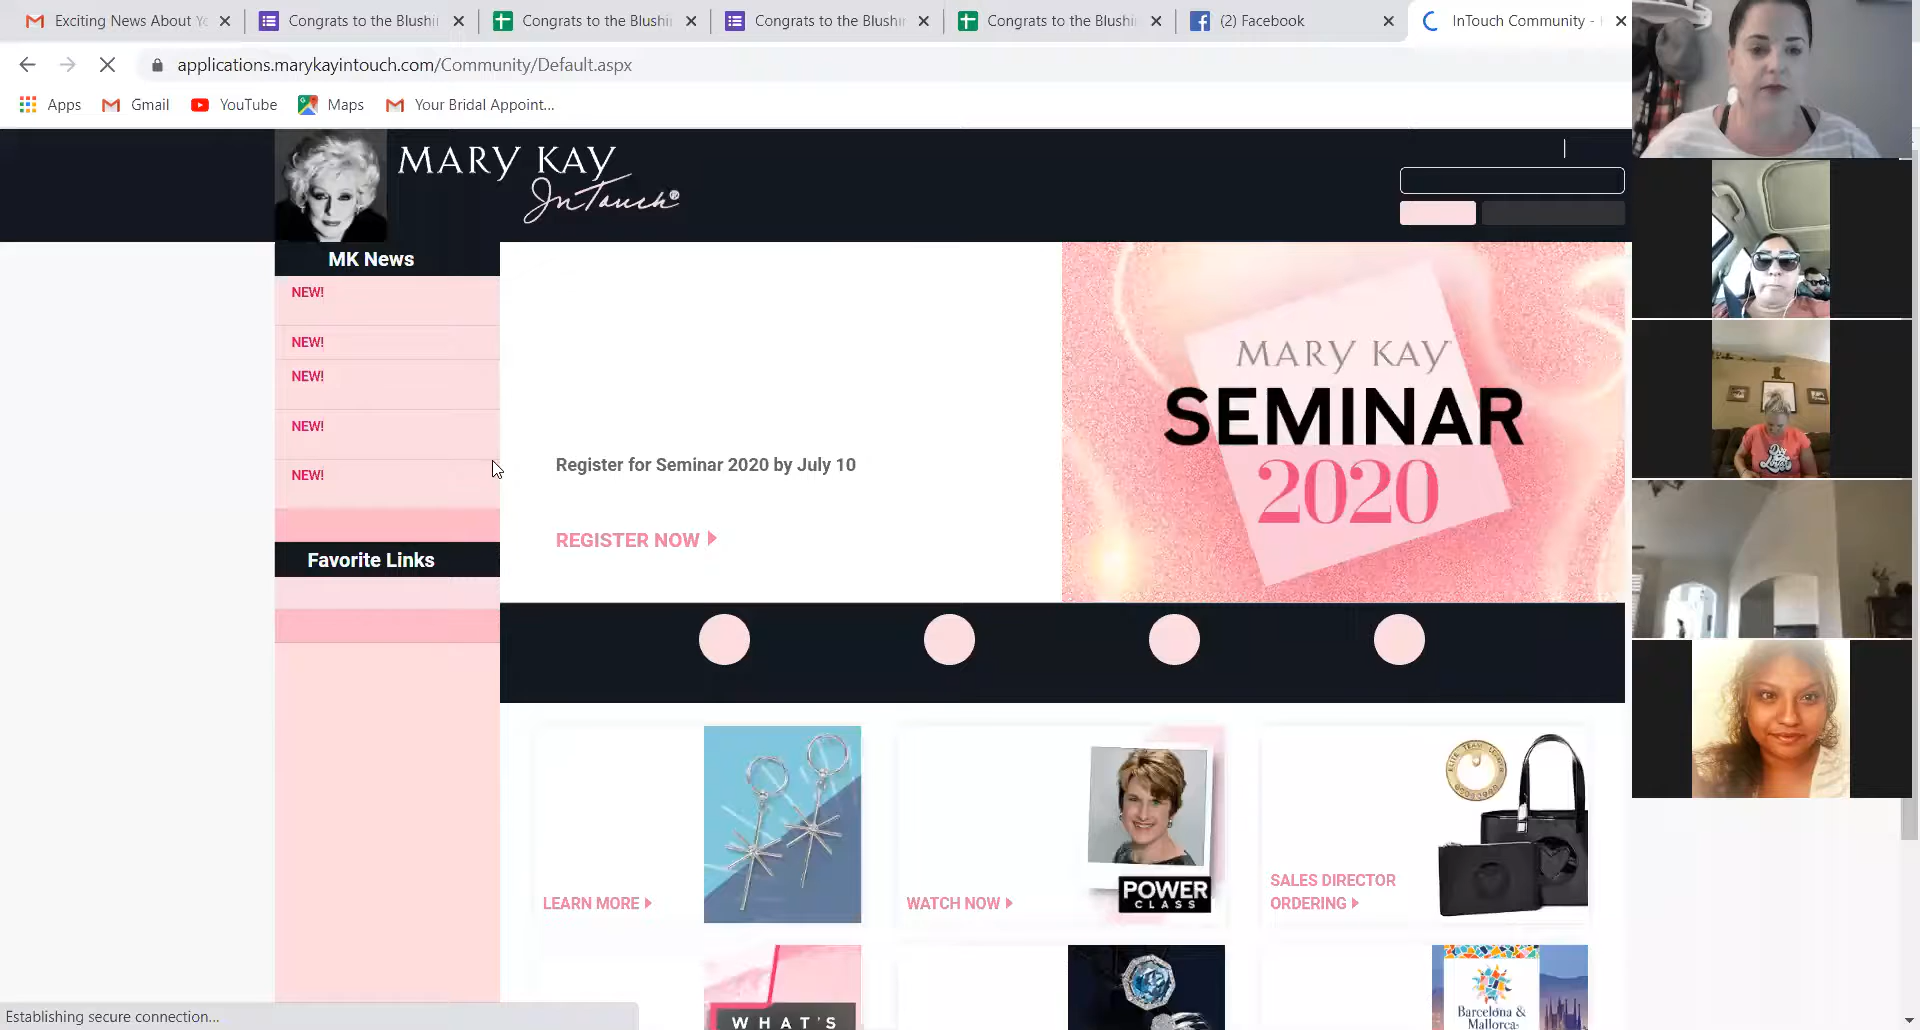 Exciting News About Yo
Congrats to the Blushi
Congrats to the Blushi
Congrats to the Blushi
Congrats to the Blushi
(2) Facebook
InTouch Community -
applications.marykayintouch.com/Community/Default.aspx
Apps
Gmail
YouTube
Maps
Your Bridal Appoint...
MARY KAY
InTouch®
MK News
NEW!
NEW!
NEW!
NEW!
NEW!
Favorite Links
Register for Seminar 2020 by July 10
REGISTER NOW
MARY KAY
SEMINAR
2020
LEARN MORE
WATCH NOW
POWER
CLASS
SALES DIRECTOR
ORDERING
ELITE TEAM LEADER
WHAT'S
Barcelona &
Mallorca
Establishing secure connection...